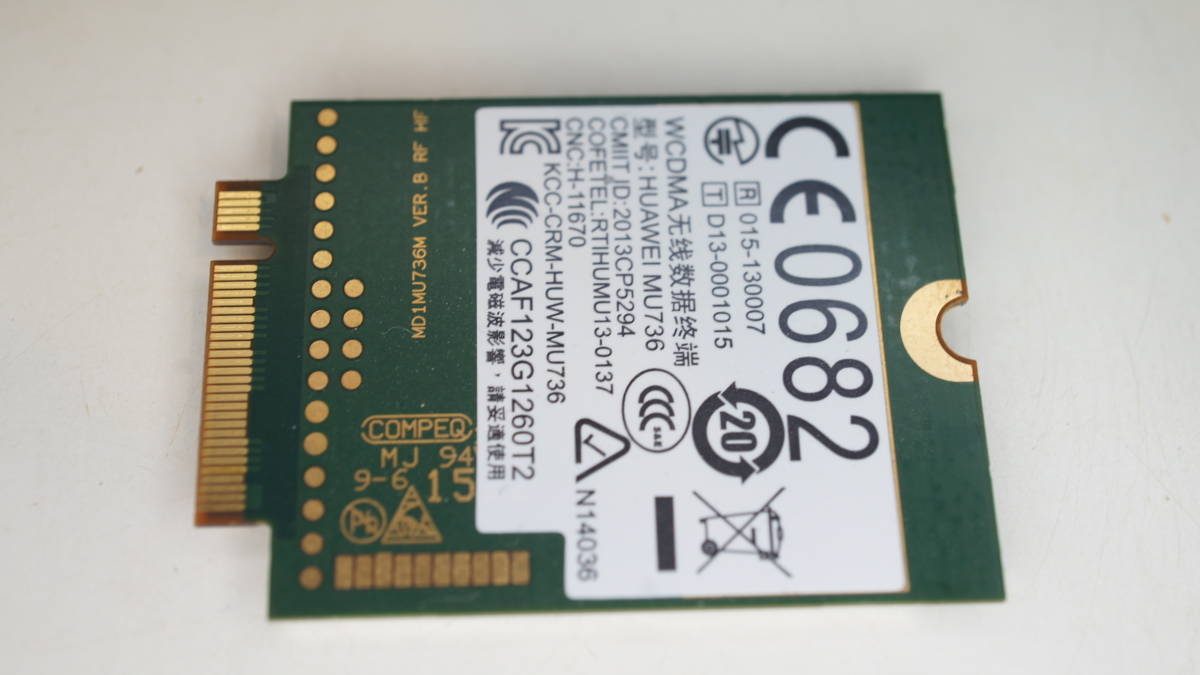 CE0682
R 015-130007
T D13-0001015
20
WCDMA无线数据终端
型号:HUAWEI MU736
CMIIT ID:2013CP5294
COFETEL:RTIHUMU13-0137
CNC:H-11670
CCC
S&E
N14036
KCC-CRM-HUW-MU736
CCAF123G1260T2
減少電磁波影響,請妥適使用
MD1MU736M VER.B RF HF
COMPEQ
MJ 94
9-6 1.5
Pb